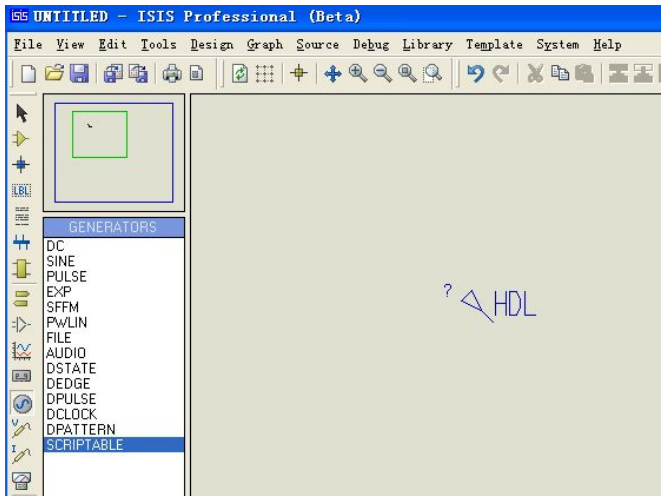 ISIS UNTITLED - ISIS Professional (Beta)
File View Edit Tools Design Graph Source Debug Library Template System Help
LBL
GENERATORS
DC
SINE
PULSE
EXP
SFFM
PWLIN
FILE
AUDIO
DSTATE
DEDGE
DPULSE
DCLOCK
DPATTERN
SCRIPTABLE
? HDL
V
I